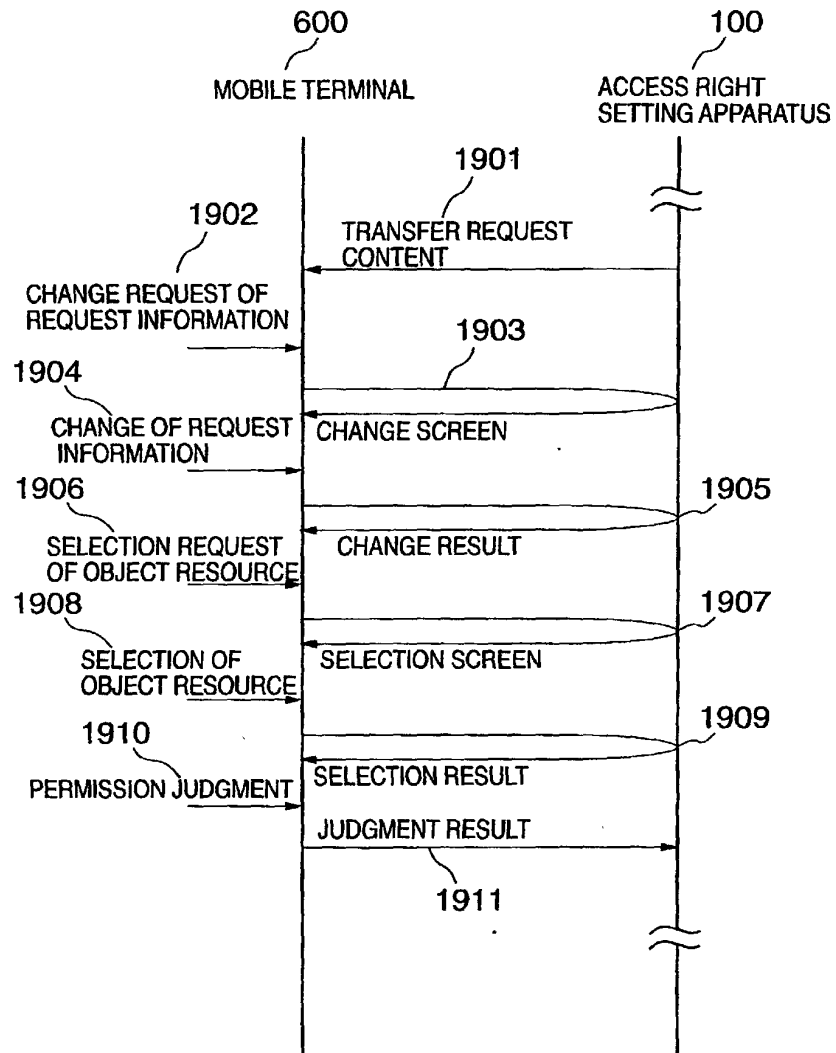 600
100
MOBILE TERMINAL
ACCESS RIGHT
SETTING APPARATUS
1901
TRANSFER REQUEST
CONTENT
1902
CHANGE REQUEST OF
REQUEST INFORMATION
1903
1904
CHANGE SCREEN
CHANGE OF REQUEST
INFORMATION
1905
1906
CHANGE RESULT
SELECTION REQUEST
OF OBJECT RESOURCE
1907
1908
SELECTION SCREEN
SELECTION OF
OBJECT RESOURCE
1909
1910
SELECTION RESULT
PERMISSION JUDGMENT
JUDGMENT RESULT
1911